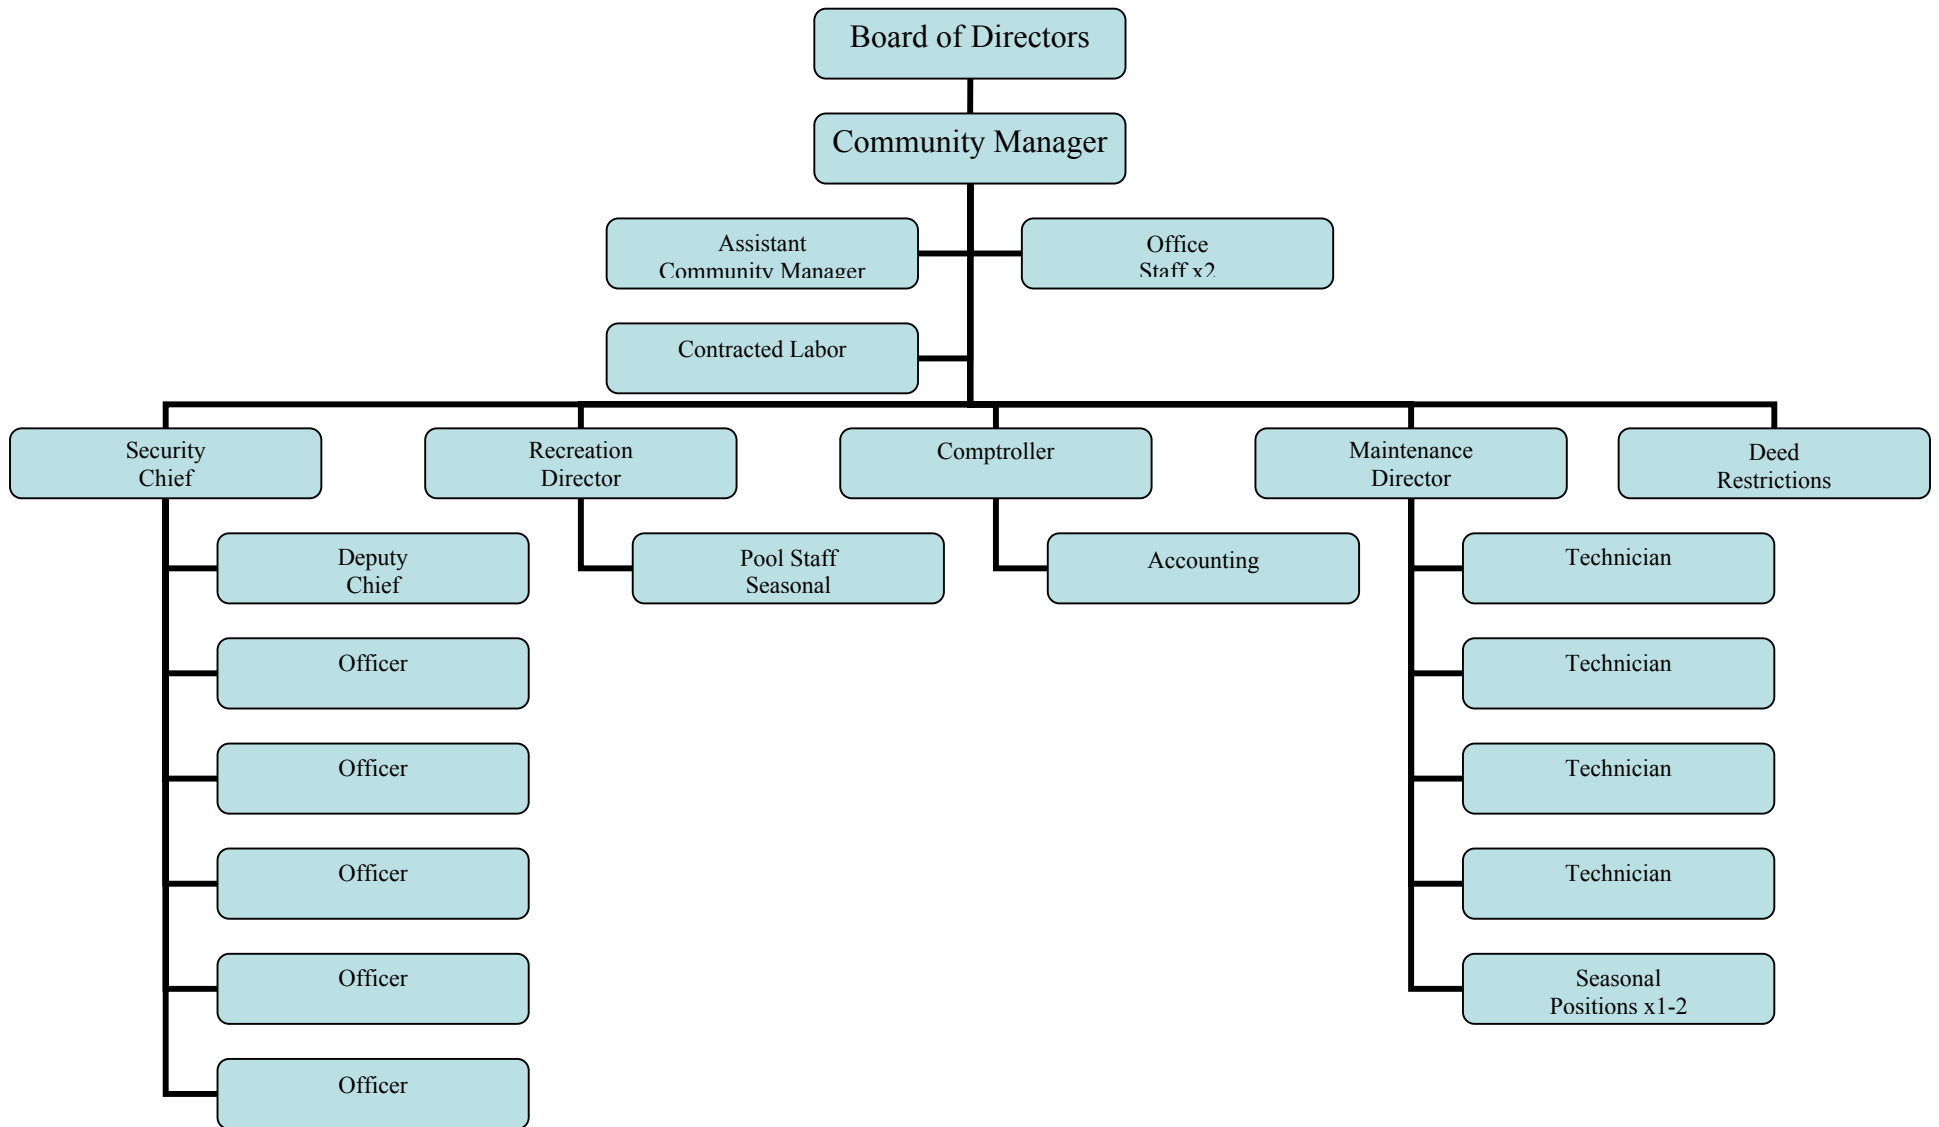 Board of Directors
Community Manager
Assistant
Community Manager
Office
Staff x2
Contracted Labor
Security
Chief
Recreation
Director
Comptroller
Maintenance
Director
Deed
Restrictions
Deputy
Chief
Pool Staff
Seasonal
Accounting
Technician
Officer
Technician
Officer
Technician
Officer
Technician
Officer
Seasonal
Positions x1-2
Officer